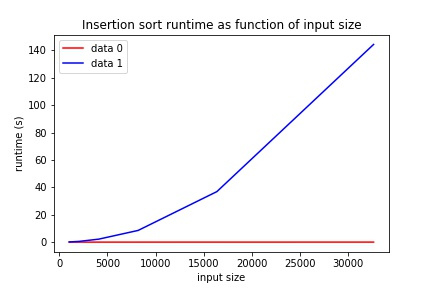 Insertion sort runtime as function of input size
data 0
data 1
runtime (s)
140
120
100
80
60
40
20
0
0 5000 10000 15000 20000 25000 30000
input size